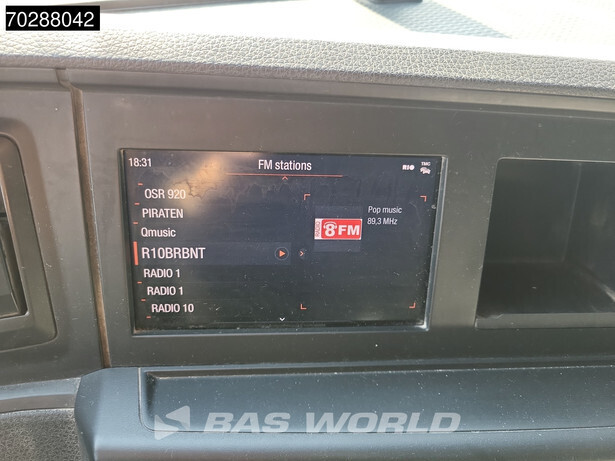 70288042
18:31
FM stations
RIO
TMC
OSR 920
PIRATEN
Qmusic
R10BRBNT
RADIO 1
RADIO 1
RADIO 10
RADIO
8FM
Pop music
89,3 MHz
BAS WORLD